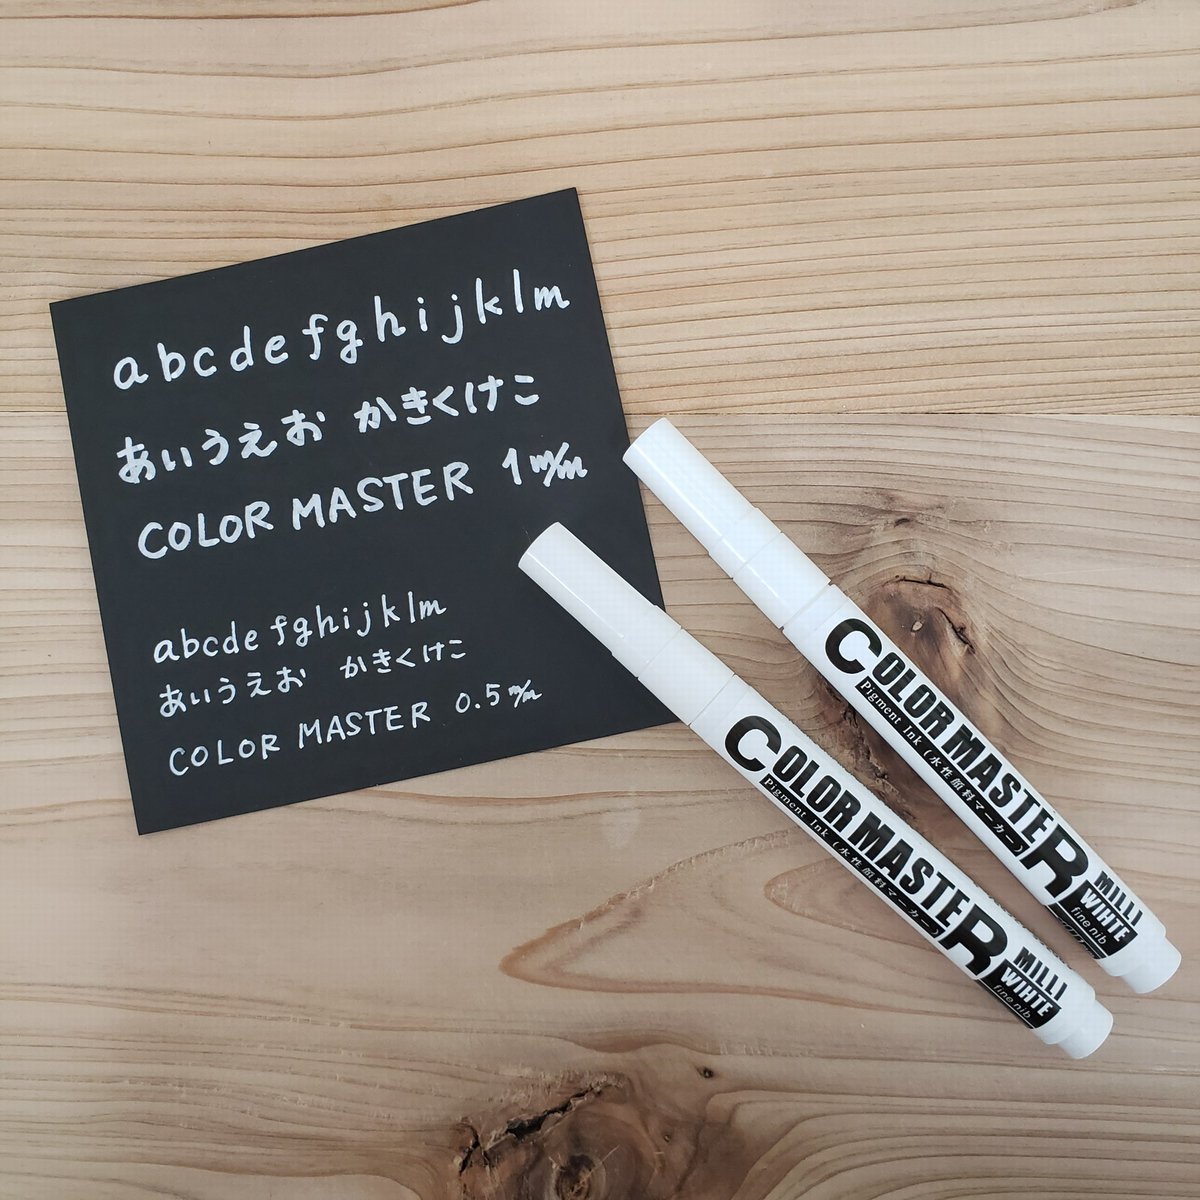 abcdefghijklm
あいうえお かきくけこ
COLOR MASTER 1m/m
abcde fghijklm
あいうえお かきくけこ
COLOR MASTER 0.5m/m
COLOR MASTER
Pigment Ink (水性顔料マーカー)
MILLI
WIHTE
fine nib
COLOR MASTER
Pigment Ink (水性顔料マーカー)
MILLI
WIHTE
fine nib